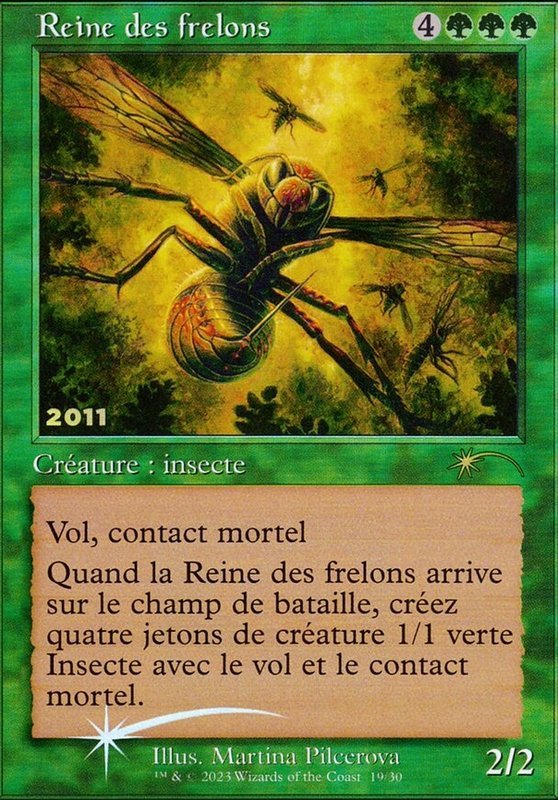 Reine des frelons 4
2011
Créature : insecte
Vol, contact mortel
Quand la Reine des frelons arrive
sur le champ de bataille, créez
quatre jetons de créature 1/1 verte
Insecte avec le vol et le contact
mortel.
Illus. Martina Pilcerova
™ & © 2023 Wizards of the Coast 19/30
2/2